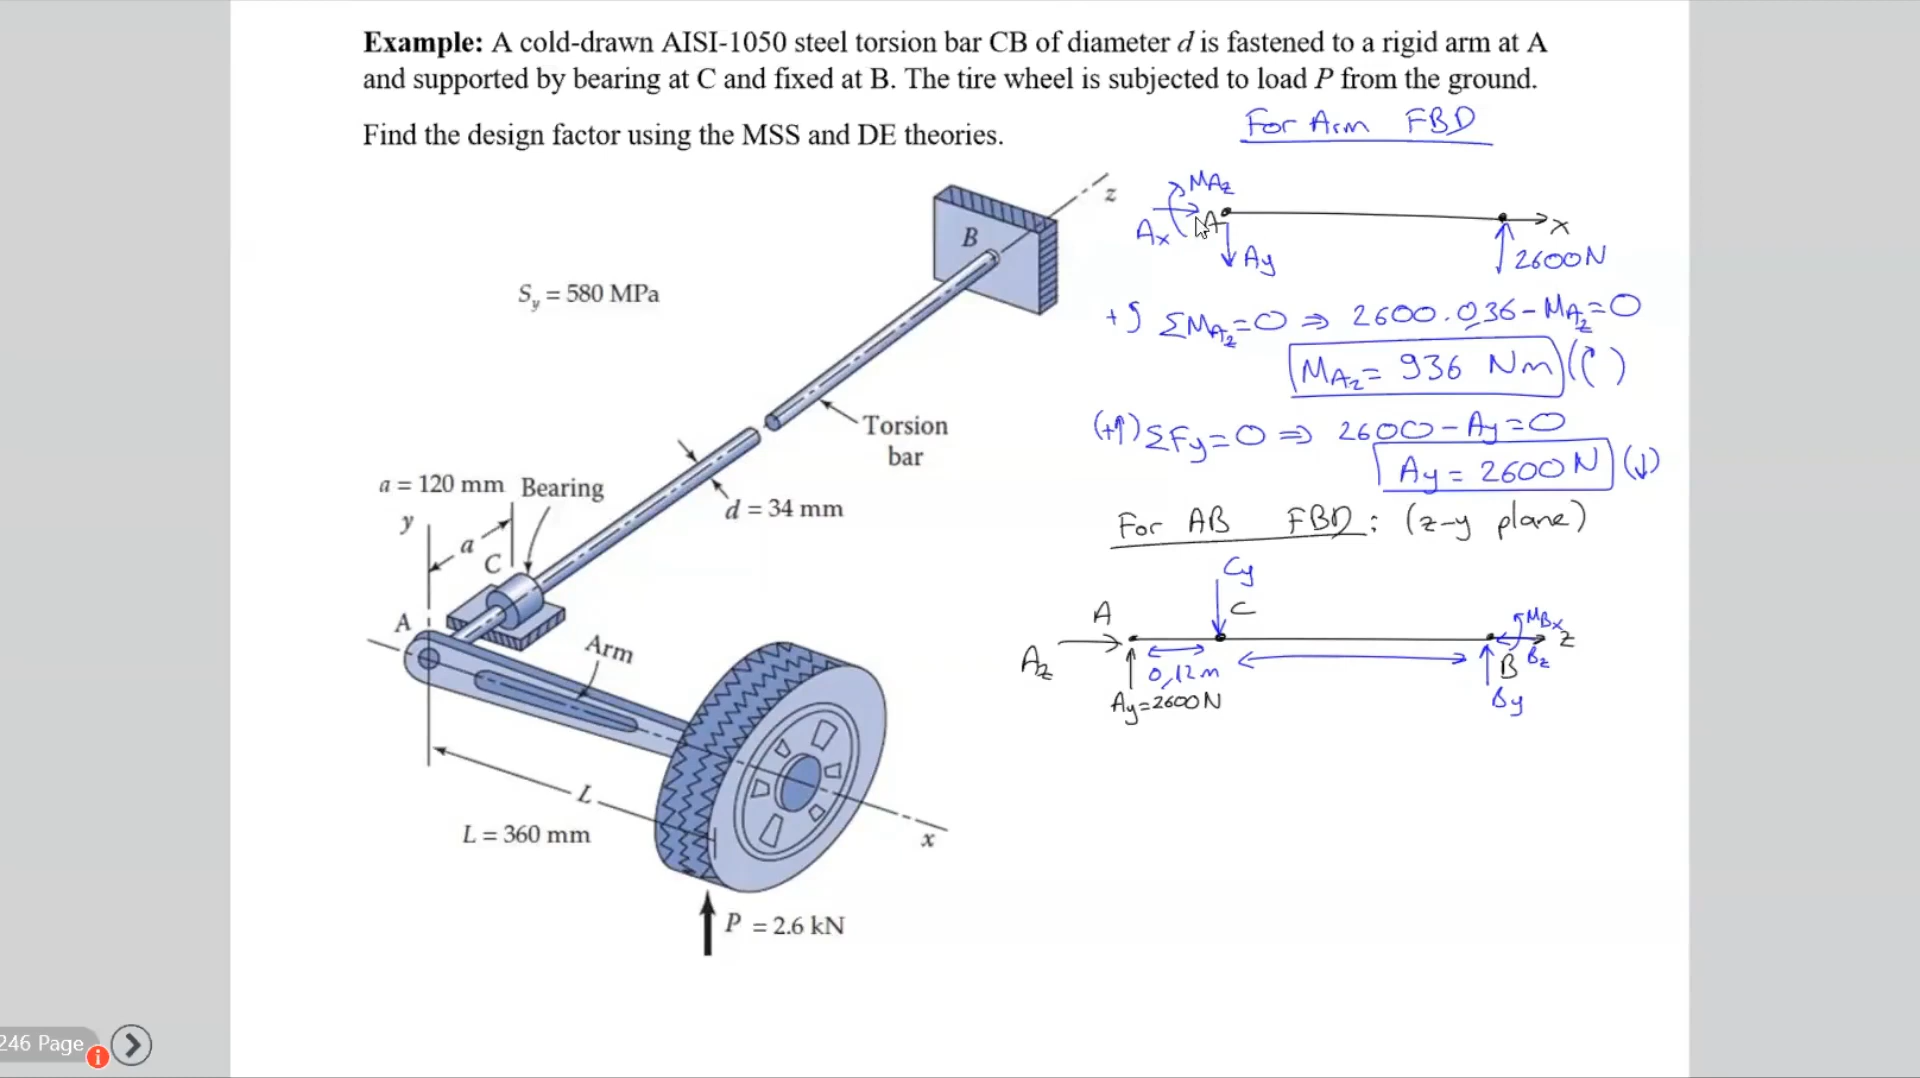 Example: A cold-drawn AISI-1050 steel torsion bar CB of diameter d is fastened to a rigid arm at A
and supported by bearing at C and fixed at B. The tire wheel is subjected to load P from the ground.
Find the design factor using the MSS and DE theories.
For Arm FBD
MAz
Ax
A
Ay
x
2600N
+ ΣMAz=0 ⇒ 2600.0,36-MAz=0
MAz= 936 Nm (↻)
(+↑) ΣFy=0 ⇒ 2600-Ay=0
Ay = 2600N (↓)
For AB FBD: (z-y plane)
Cy
A
C
MBx
z
Az
0,12m
B
Bz
Ay=2600N
By
z
B
Sy = 580 MPa
Torsion
bar
a = 120 mm
Bearing
d = 34 mm
y
a
C
A
Arm
L
L = 360 mm
x
P = 2.6 kN
246 Page
i